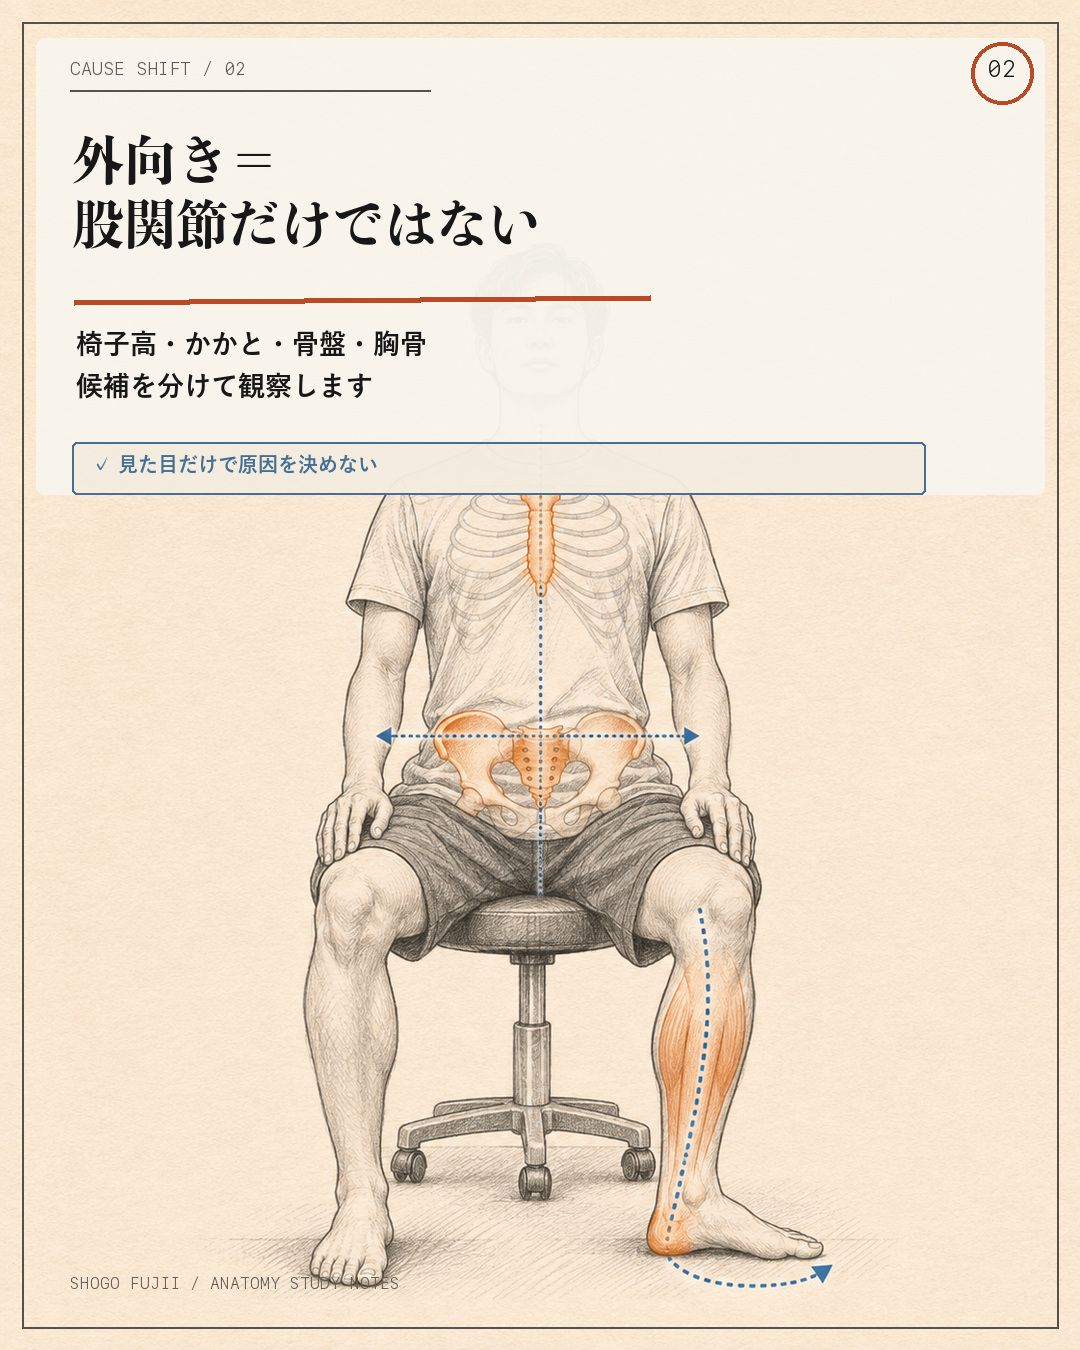 CAUSE SHIFT / 02
02
外向き＝
股関節だけではない
椅子高・かかと・骨盤・胸骨
候補を分けて観察します
✓ 見た目だけで原因を決めない
SHOGO FUJII / ANATOMY STUDY NOTES